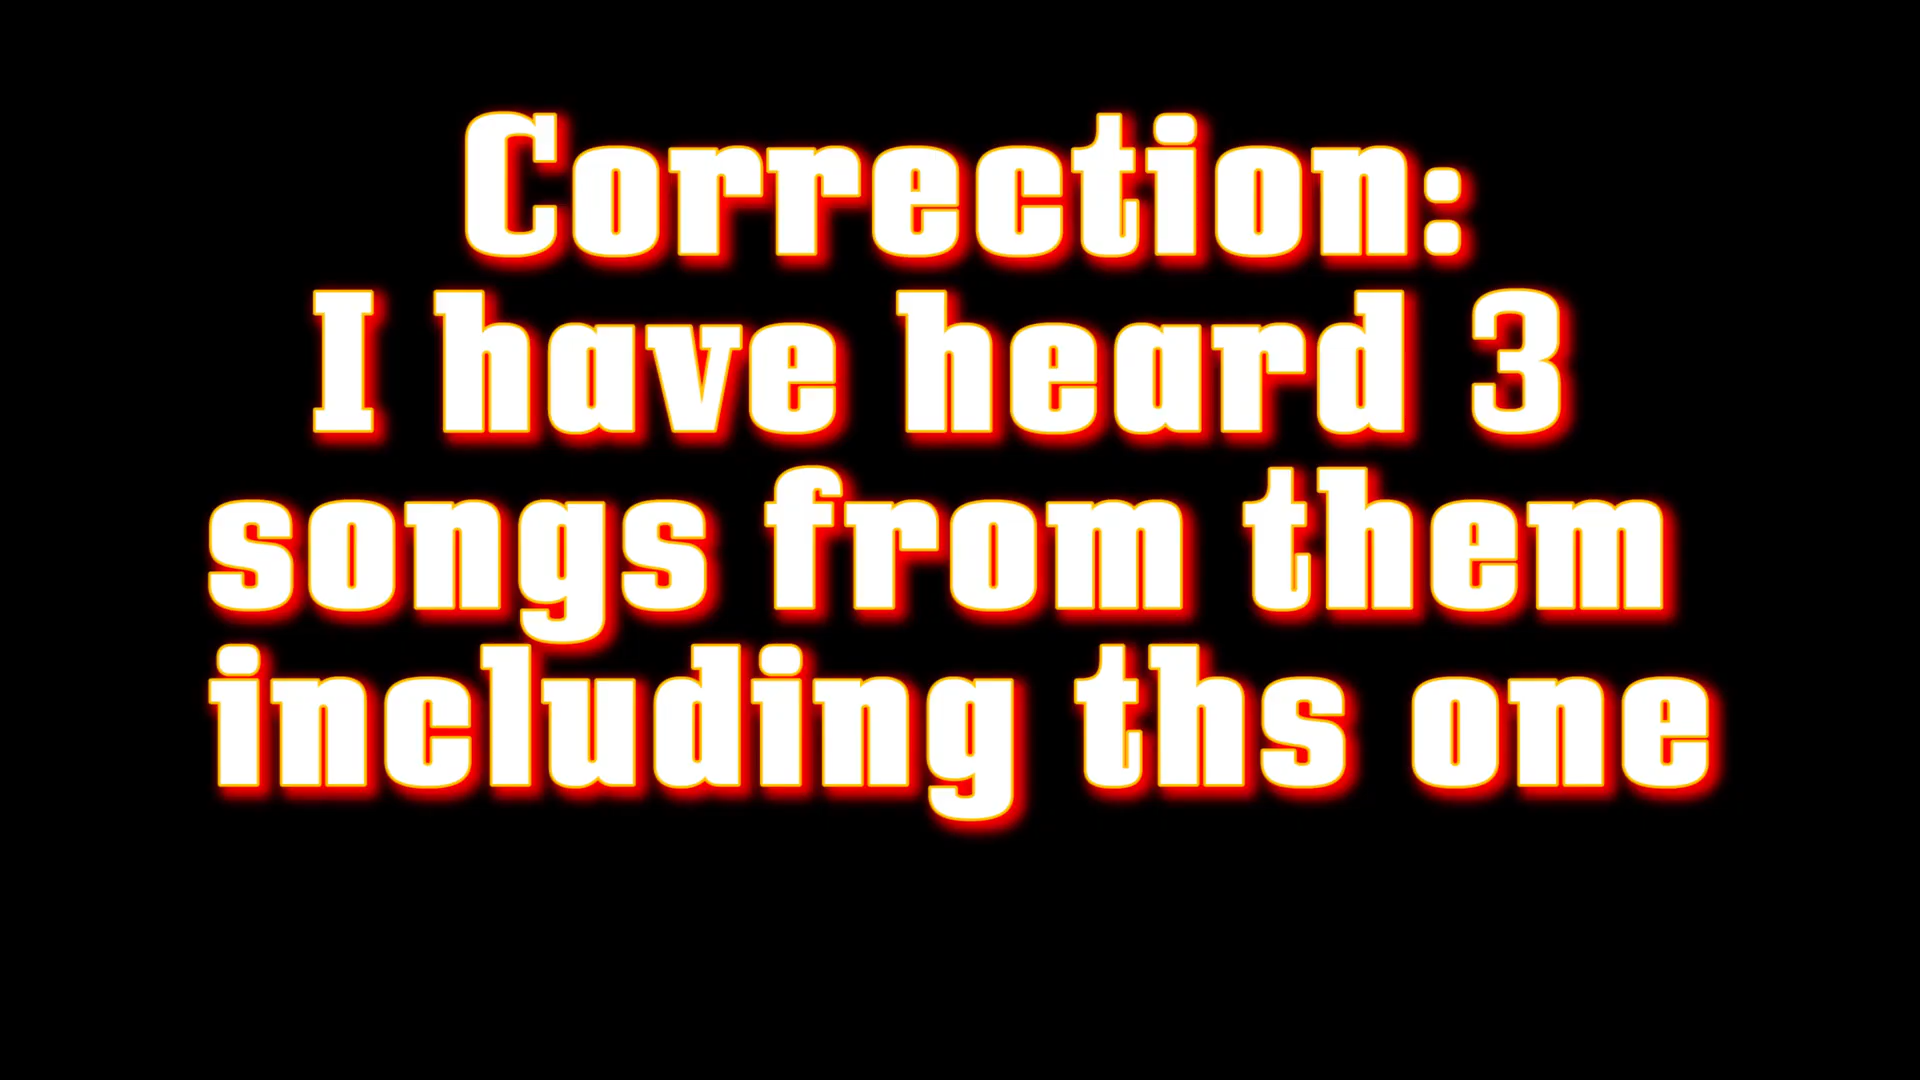 Correction:
I have heard 3
songs from them
including ths one